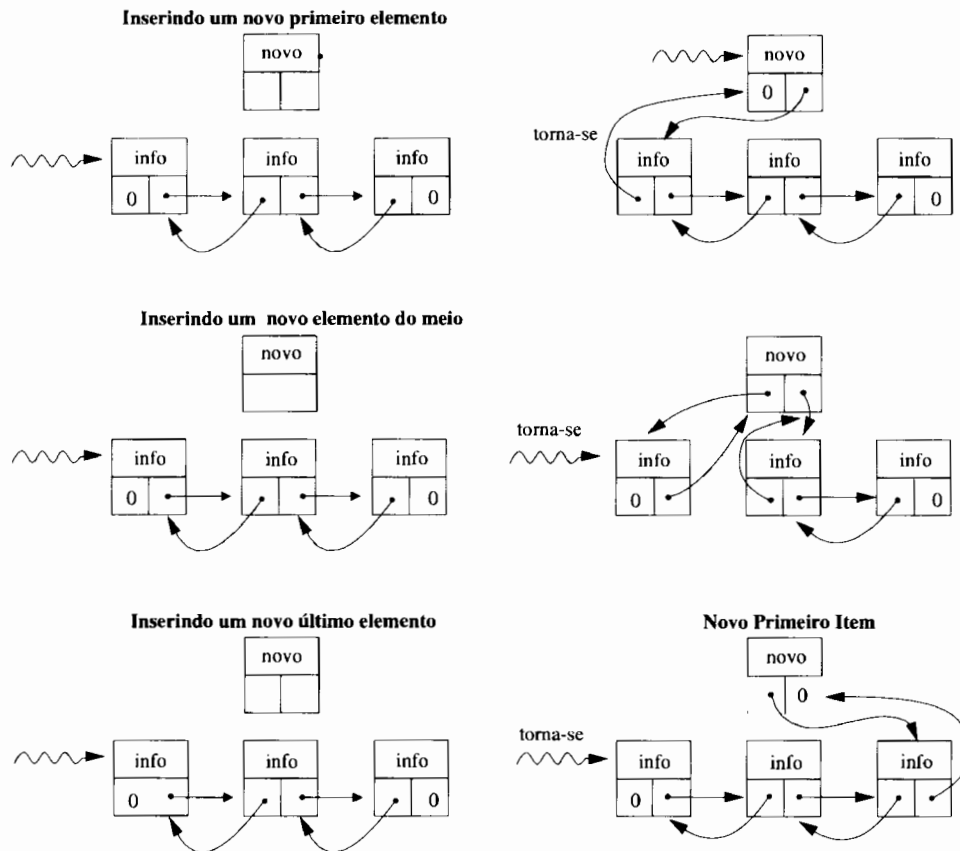 Inserindo um novo primeiro elemento
novo
novo
0
torna-se
info
info
info
0
0
info
info
info
0
Inserindo um novo elemento do meio
novo
novo
torna-se
info
info
info
0
0
info
info
info
0
0
Inserindo um novo último elemento
Novo Primeiro Item
novo
novo
0
torna-se
info
info
info
0
0
info
info
info
0